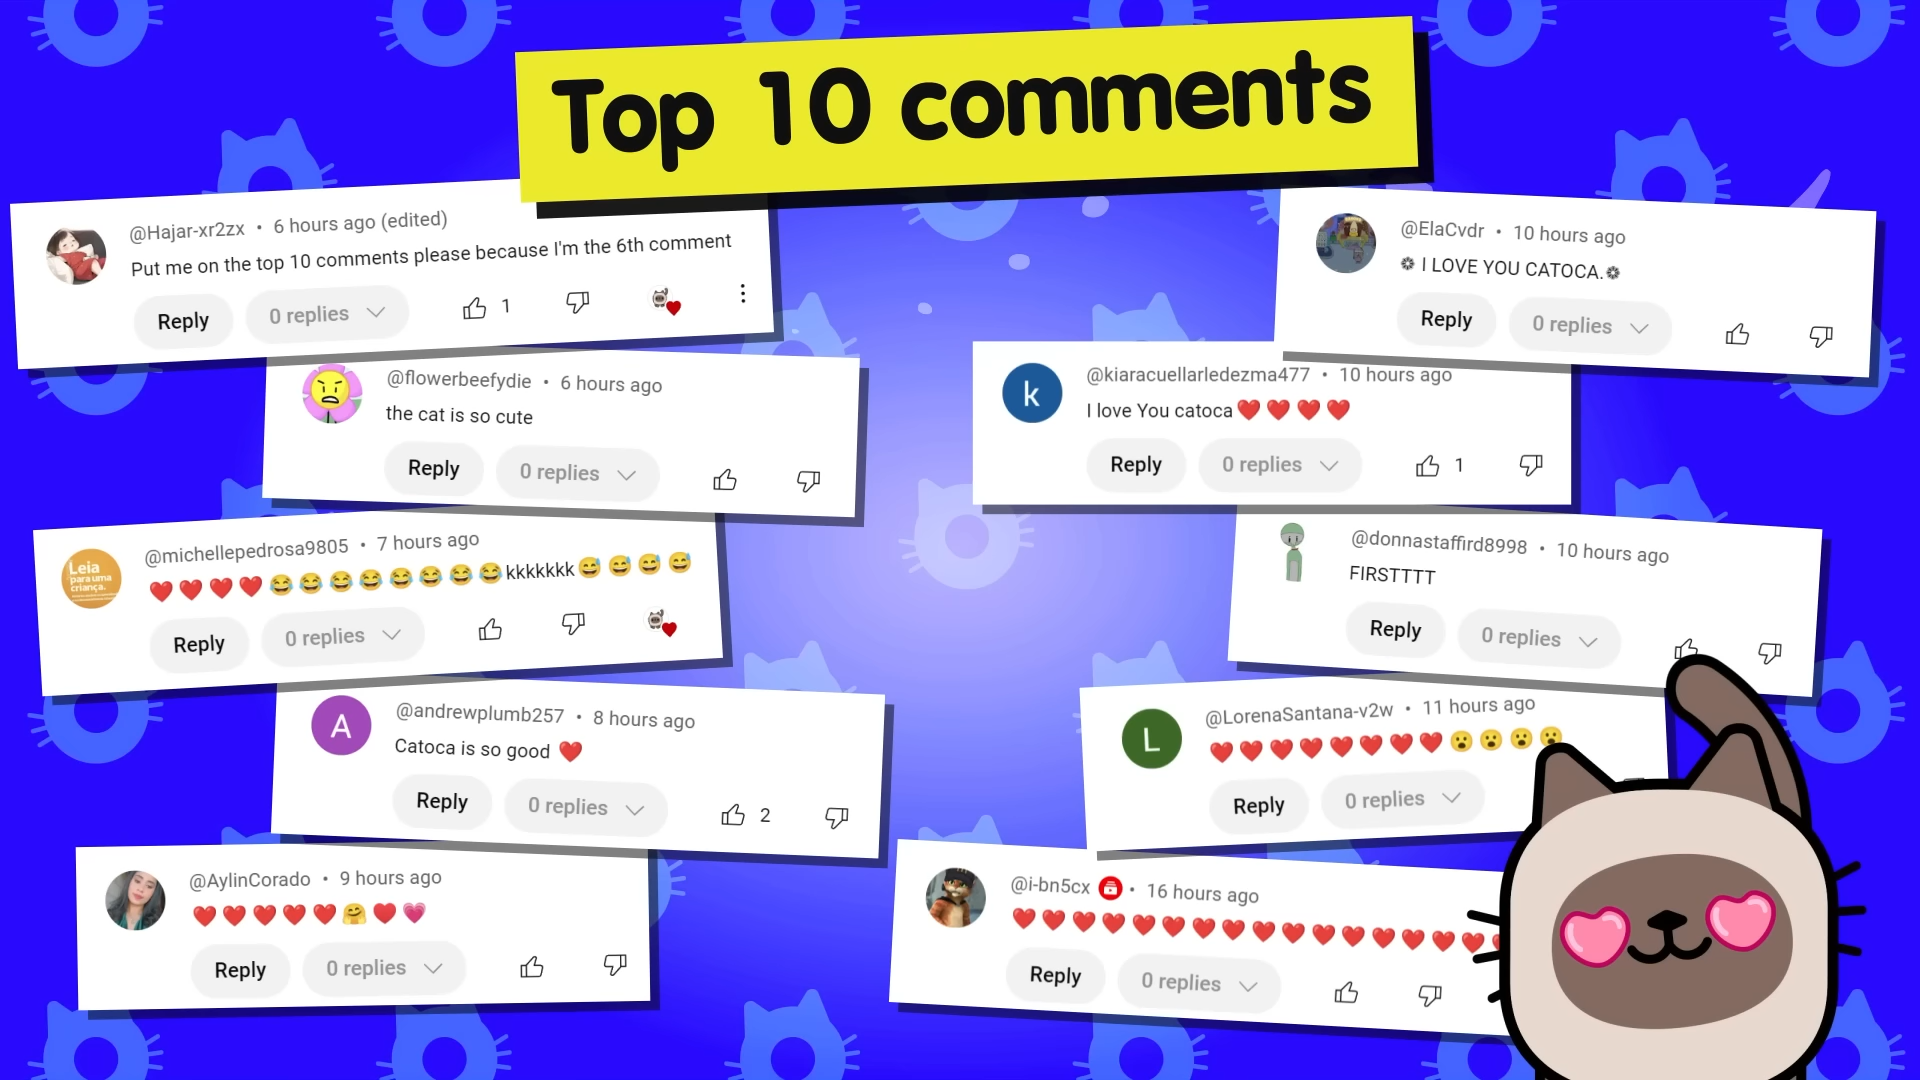 Top 10 comments
@Hajar-xr2zx • 6 hours ago (edited)
Put me on the top 10 comments please because I'm the 6th comment
Reply 0 replies 1
@flowerbeefydie • 6 hours ago
the cat is so cute
Reply 0 replies
@michellepedrosa9805 • 7 hours ago
❤️❤️❤️❤️😂😂😂😂😂😂😂😂kkkkkkk😅😅😅😅
Leia
para uma
criança.
Reply 0 replies
A
@andrewplumb257 • 8 hours ago
Catoca is so good ❤️
Reply 0 replies 2
@AylinCorado • 9 hours ago
❤️❤️❤️❤️❤️🤗❤️💗
Reply 0 replies
@ElaCvdr • 10 hours ago
❁ I LOVE YOU CATOCA.❁
Reply 0 replies
k
@kiaracuellarledezma477 • 10 hours ago
I love You catoca❤️❤️❤️❤️
Reply 0 replies 1
@donnastaffird8998 • 10 hours ago
FIRSTTTT
Reply 0 replies
L
@LorenaSantana-v2w • 11 hours ago
❤️❤️❤️❤️❤️❤️❤️❤️😮😮😮😮
Reply 0 replies
@i-bn5cx • 16 hours ago
❤️❤️❤️❤️❤️❤️❤️❤️❤️❤️❤️❤️❤️❤️❤️❤️❤️
Reply 0 replies